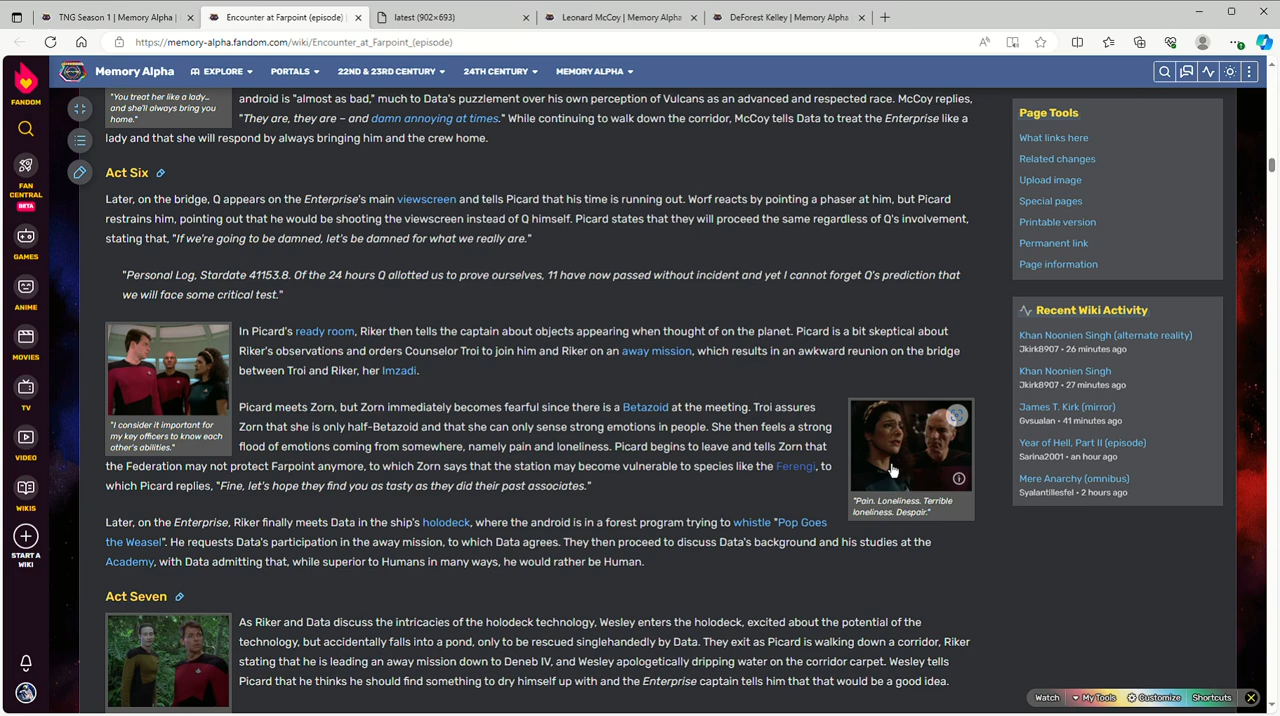 TNG Season 1 | Memory Alpha
Encounter at Farpoint (episode) |
latest (902×693)
Leonard McCoy | Memory Alpha |
DeForest Kelley | Memory Alpha |
https://memory-alpha.fandom.com/wiki/Encounter_at_Farpoint_(episode)
FANDOM
FAN CENTRAL
BETA
GAMES
ANIME
MOVIES
TV
VIDEO
WIKIS
START A WIKI
Memory Alpha
EXPLORE
PORTALS
22ND & 23RD CENTURY
24TH CENTURY
MEMORY ALPHA
"You treat her like a lady...
and she'll always bring you
home."
android is "almost as bad," much to Data's puzzlement over his own perception of Vulcans as an advanced and respected race. McCoy replies,
"They are, they are – and damn annoying at times." While continuing to walk down the corridor, McCoy tells Data to treat the Enterprise like a
lady and that she will respond by always bringing him and the crew home.
Act Six
Later, on the bridge, Q appears on the Enterprise's main viewscreen and tells Picard that his time is running out. Worf reacts by pointing a phaser at him, but Picard
restrains him, pointing out that he would be shooting the viewscreen instead of Q himself. Picard states that they will proceed the same regardless of Q's involvement,
stating that, "If we're going to be damned, let's be damned for what we really are."
"Personal Log, Stardate 41153.8. Of the 24 hours Q allotted us to prove ourselves, 11 have now passed without incident and yet I cannot forget Q's prediction that
we will face some critical test."
In Picard's ready room, Riker then tells the captain about objects appearing when thought of on the planet. Picard is a bit skeptical about
Riker's observations and orders Counselor Troi to join him and Riker on an away mission, which results in an awkward reunion on the bridge
between Troi and Riker, her Imzadi.
"I consider it important for
my key officers to know each
other's abilities."
Picard meets Zorn, but Zorn immediately becomes fearful since there is a Betazoid at the meeting. Troi assures
Zorn that she is only half-Betazoid and that she can only sense strong emotions in people. She then feels a strong
flood of emotions coming from somewhere, namely pain and loneliness. Picard begins to leave and tells Zorn that
the Federation may not protect Farpoint anymore, to which Zorn says that the station may become vulnerable to species like the Ferengi, to
which Picard replies, "Fine, let's hope they find you as tasty as they did their past associates."
"Pain. Loneliness. Terrible
loneliness. Despair."
Later, on the Enterprise, Riker finally meets Data in the ship's holodeck, where the android is in a forest program trying to whistle "Pop Goes
the Weasel". He requests Data's participation in the away mission, to which Data agrees. They then proceed to discuss Data's background and his studies at the
Academy, with Data admitting that, while superior to Humans in many ways, he would rather be Human.
Act Seven
As Riker and Data discuss the intricacies of the holodeck technology, Wesley enters the holodeck, excited about the potential of the
technology, but accidentally falls into a pond, only to be rescued singlehandedly by Data. They exit as Picard is walking down a corridor, Riker
stating that he is leading an away mission down to Deneb IV, and Wesley apologetically dripping water on the corridor carpet. Wesley tells
Picard that he thinks he should find something to dry himself up with and the Enterprise captain tells him that that would be a good idea.
Page Tools
What links here
Related changes
Upload image
Special pages
Printable version
Permanent link
Page information
Recent Wiki Activity
Khan Noonien Singh (alternate reality)
Jkirk8907 • 26 minutes ago
Khan Noonien Singh
Jkirk8907 • 27 minutes ago
James T. Kirk (mirror)
Gvsualan • 41 minutes ago
Year of Hell, Part II (episode)
Sarina2001 • an hour ago
Mere Anarchy (omnibus)
Syalantillesfel • 2 hours ago
Watch
My Tools
Customize
Shortcuts